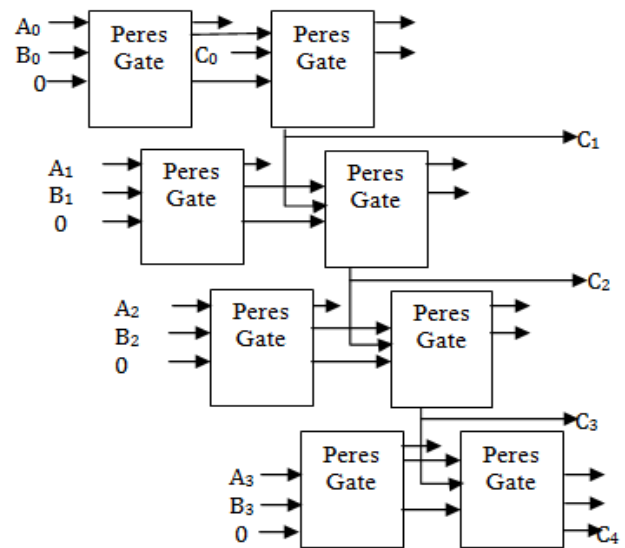 A₀
B₀
0
Peres
Gate
C₀
Peres
Gate
C₁
A₁
B₁
0
Peres
Gate
Peres
Gate
C₂
A₂
B₂
0
Peres
Gate
Peres
Gate
C₃
A₃
B₃
0
Peres
Gate
Peres
Gate
C₄